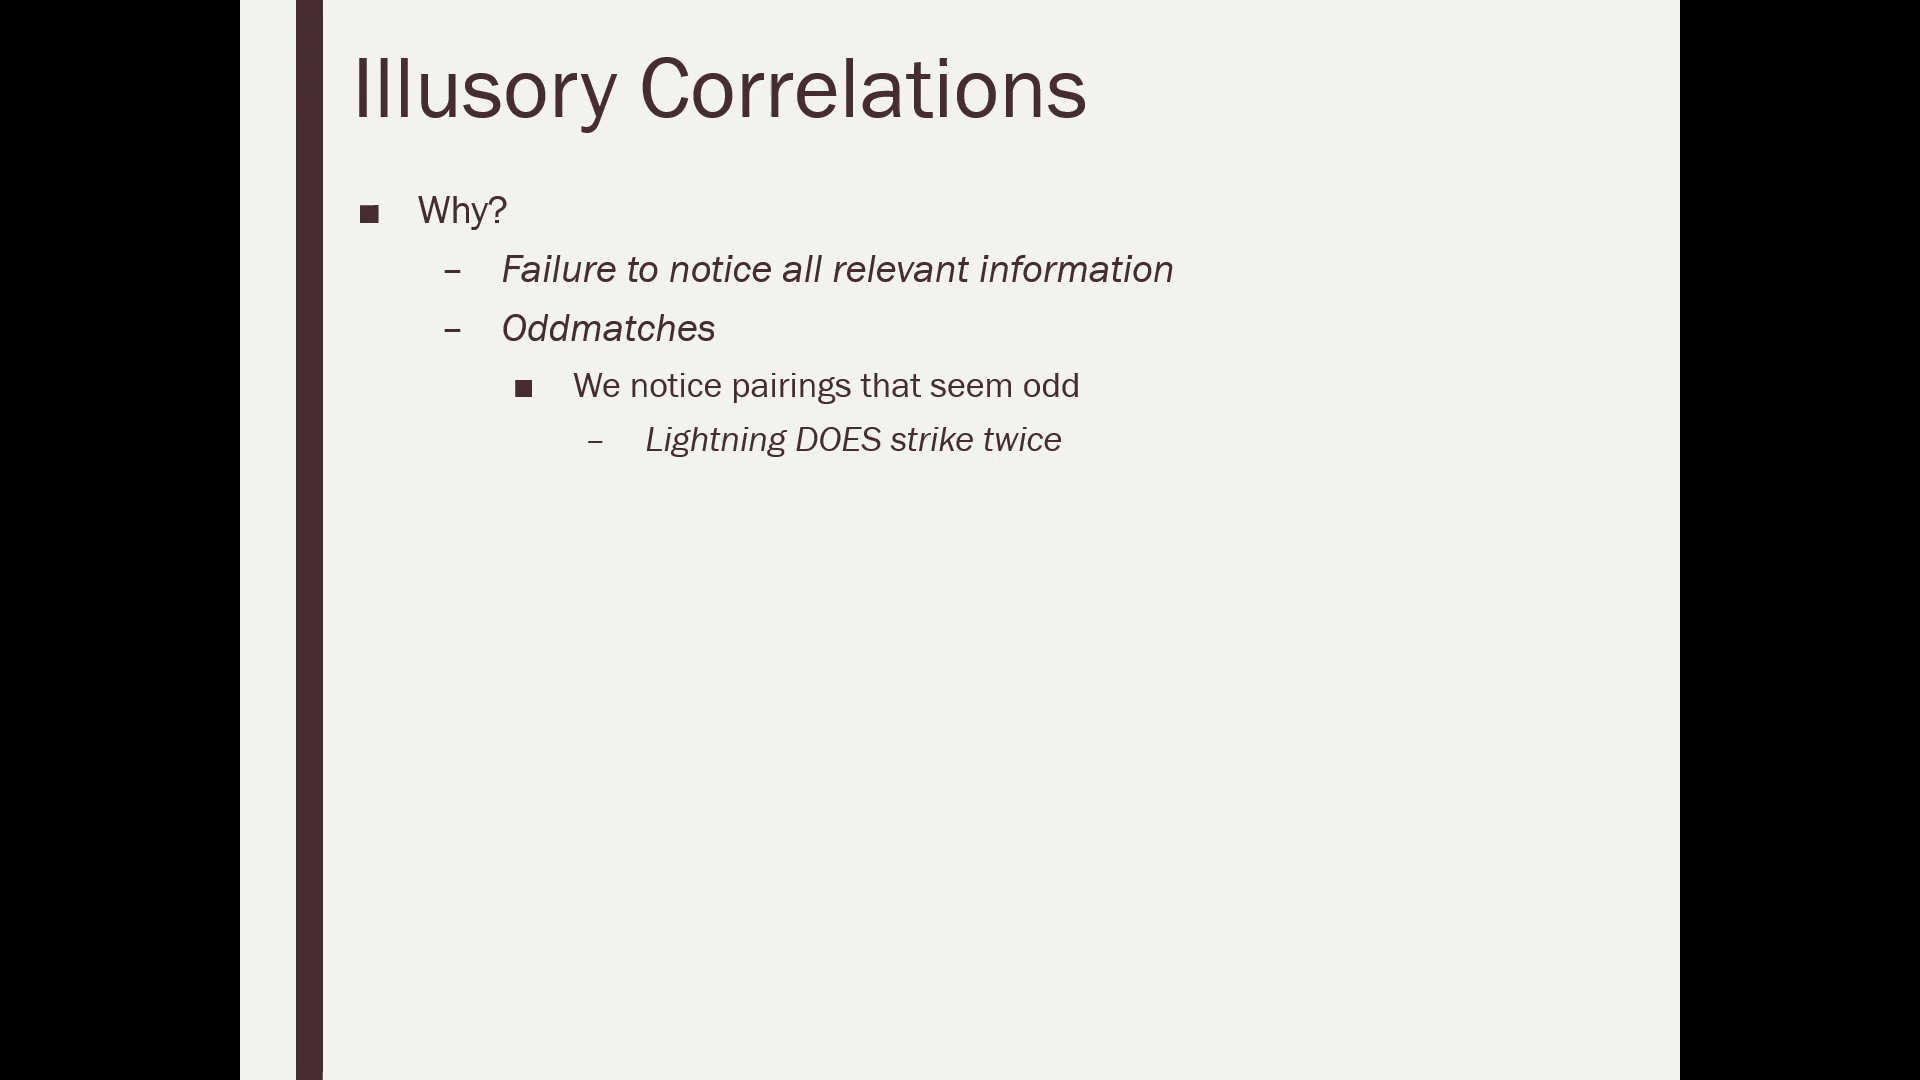 Illusory Correlations
■ Why?
– Failure to notice all relevant information
– Oddmatches
■ We notice pairings that seem odd
– Lightning DOES strike twice